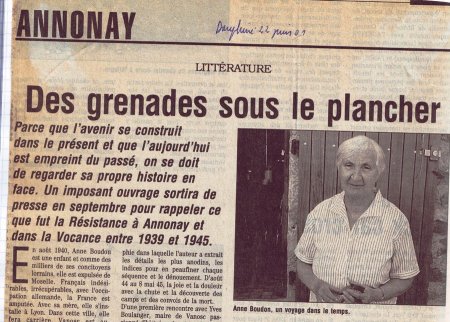 ANNONAY
Dauphiné 22 juin 01
LITTÉRATURE
Des grenades sous le plancher
Parce que l'avenir se construit
dans le présent et que l'aujourd'hui
est empreint du passé, on se doit
de regarder sa propre histoire en
face. Un imposant ouvrage sortira de
presse en septembre pour rappeler ce
que fut la Résistance à Annonay et
dans la Vocance entre 1939 et 1945.
En août 1940, Anne Boudon
est une enfant et comme des
milliers de ses concitoyens
lorrains, elle est expulsée de
Moselle. Français indési-
irrécupérables, avec
allemande, la France est
amputée. sa mère, elle
talle à Lyon. Dans cette ville, elle
fera carrière
phie dans laquelle l'auteur a extrait
des détails les plus anodins, les
indices pour en peaufiner chaque
séquence et le dénouement. D'août
44 au 8 mai 45, la joie et la douleur
avec la chute et la découverte des
camps et des convois de la mort.
D'une première rencontre avec Yves
Boulanger, maire de Vanosc
Anne Boudon, un voyage dans le temps.